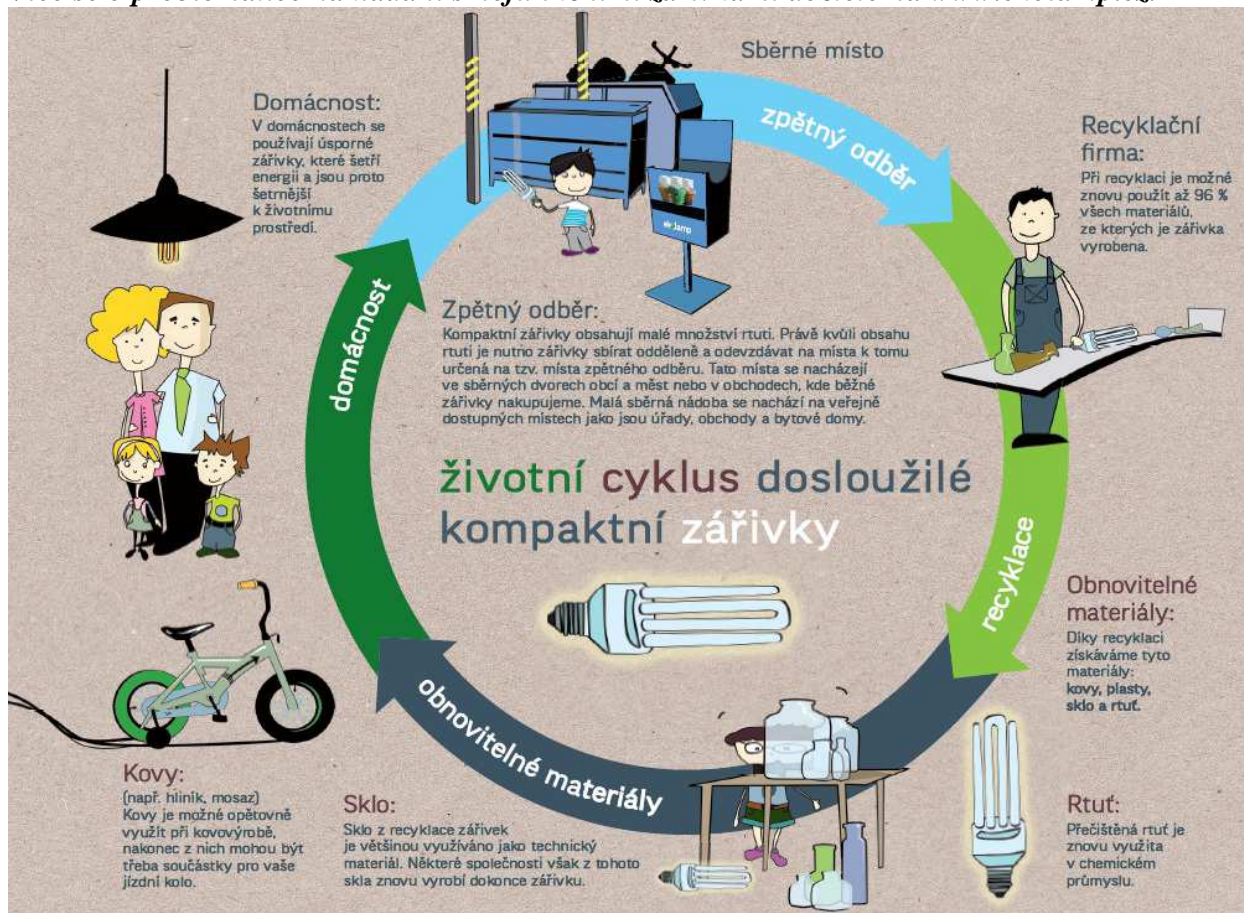 Sběrné místo
zpětný odběr
Domácnost:
V domácnostech se
používají úsporné
zářivky, které šetří
energii a jsou proto
šetrnější
k životnímu
prostředí.
Recyklační
firma:
Při recyklaci je možné
znovu použít až 96 %
všech materiálů,
ze kterých je zářivka
vyrobena.
domácnost
Zpětný odběr:
Kompaktní zářivky obsahují malé množství rtuti. Právě kvůli obsahu
rtuti je nutno zářivky sbírat odděleně a odevzdávat na místa k tomu
určená na tzv. místa zpětného odběru. Tato místa se nacházejí
ve sběrných dvorech obcí a měst nebo v obchodech, kde běžně
zářivky nakupujeme. Malá sběrná nádoba se nachází na veřejně
dostupných místech jako jsou úřady, obchody a bytové domy.
životní cyklus dosloužilé
kompaktní zářivky
recyklace
Obnovitelné
materiály:
Díky recyklaci
získáváme tyto
materiály:
kovy, plasty,
sklo a rtuť.
obnovitelné materiály
Kovy:
(např. hliník, mosaz)
Kovy je možné opětovně
využít při kovovýrobě,
nakonec z nich mohou být
třeba součástky pro vaše
jízdní kolo.
Sklo:
Sklo z recyklace zářivek
je většinou využíváno jako technický
materiál. Některé společnosti však z tohoto
skla znovu vyrobí dokonce zářivku.
Rtuť:
Přečištěná rtuť je
znovu využita
v chemickém
průmyslu.